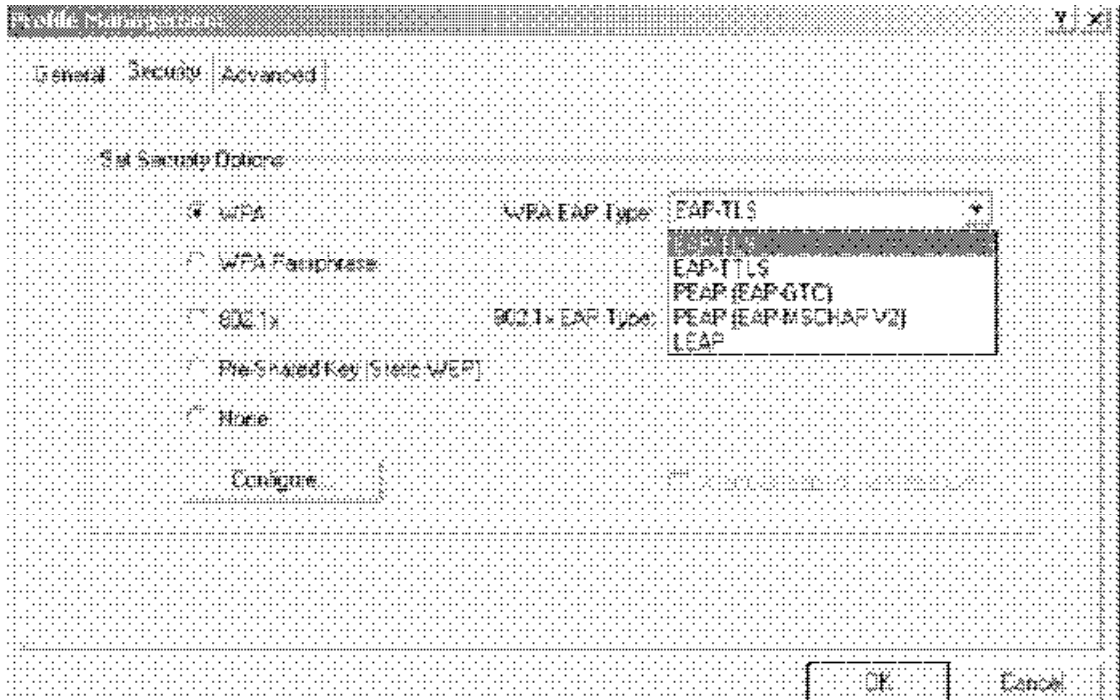 Profile Management
General Security Advanced
Set Security Options
WPA WPA EAP Type: EAP-TLS
EAP-TLS
EAP-TTLS
WPA Passphrase
PEAP (EAP-GTC)
802.1x 802.1x EAP Type: PEAP (EAP-MSCHAP V2)
LEAP
Pre-Shared Key (Static WEP)
None
Configure...
OK Cancel